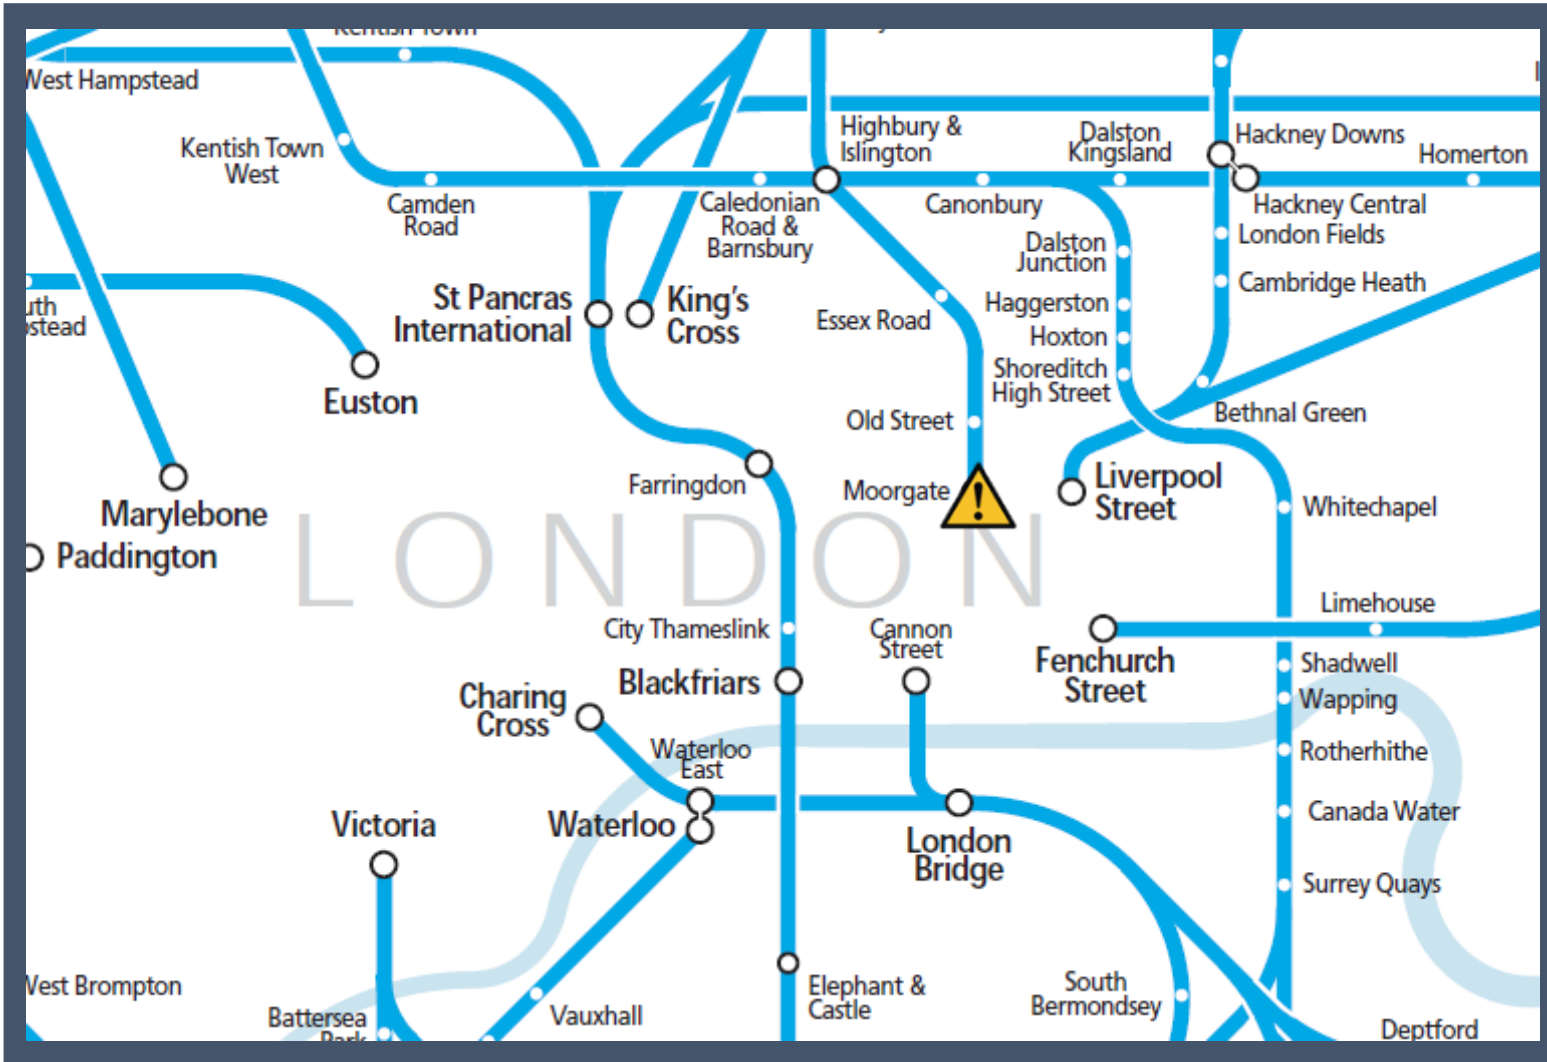 Kentish Town
West Hampstead
Kentish Town
West
Camden
Road
Caledonian
Road &
Barnsbury
Highbury &
Islington
Canonbury
Dalston
Kingsland
Hackney Downs
Homerton
Hackney Central
London Fields
Cambridge Heath
Dalston
Junction
Haggerston
Hoxton
Shoreditch
High Street
Bethnal Green
St Pancras
International
King's
Cross
Essex Road
Old Street
Moorgate
!
Euston
Marylebone
Paddington
Farringdon
Liverpool
Street
Whitechapel
LONDON
City Thameslink
Cannon
Street
Blackfriars
Fenchurch
Street
Limehouse
Shadwell
Wapping
Rotherhithe
Canada Water
Surrey Quays
Charing
Cross
Waterloo
East
Waterloo
Victoria
London
Bridge
West Brompton
Battersea
Park
Vauxhall
Elephant &
Castle
South
Bermondsey
Deptford